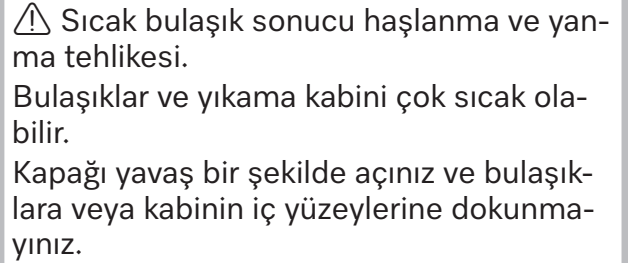 ⚠ Sıcak bulaşık sonucu haşlanma ve yan-
ma tehlikesi.
Bulaşıklar ve yıkama kabini çok sıcak ola-
bilir.
Kapağı yavaş bir şekilde açınız ve bulaşık-
lara veya kabinin iç yüzeylerine dokunma-
yınız.